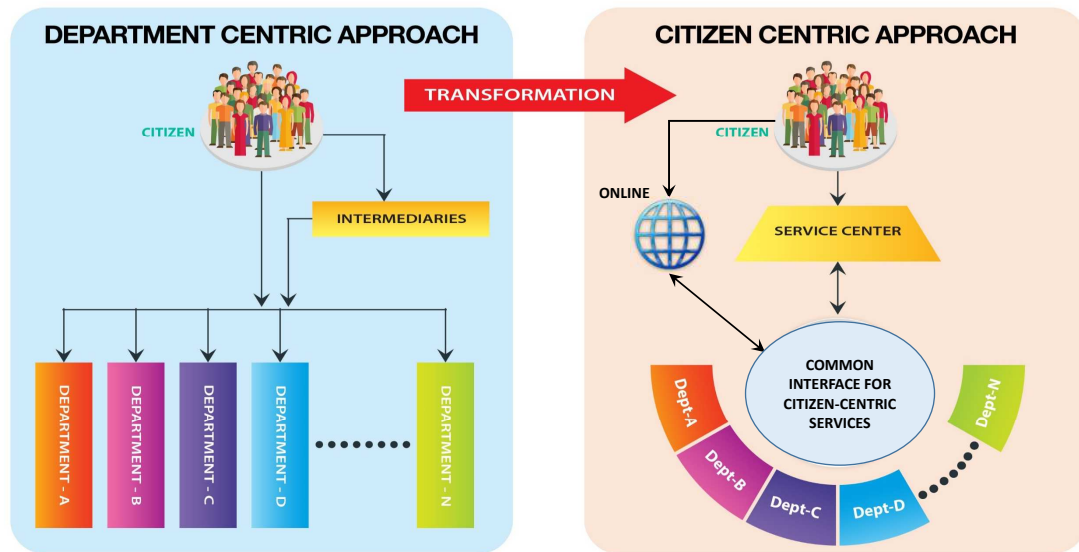 DEPARTMENT CENTRIC APPROACH
CITIZEN
INTERMEDIARIES
DEPARTMENT - A
DEPARTMENT - B
DEPARTMENT - C
DEPARTMENT - D
DEPARTMENT - N
TRANSFORMATION
CITIZEN CENTRIC APPROACH
CITIZEN
ONLINE
SERVICE CENTER
COMMON
INTERFACE FOR
CITIZEN-CENTRIC
SERVICES
Dept-A
Dept-B
Dept-C
Dept-D
Dept-N